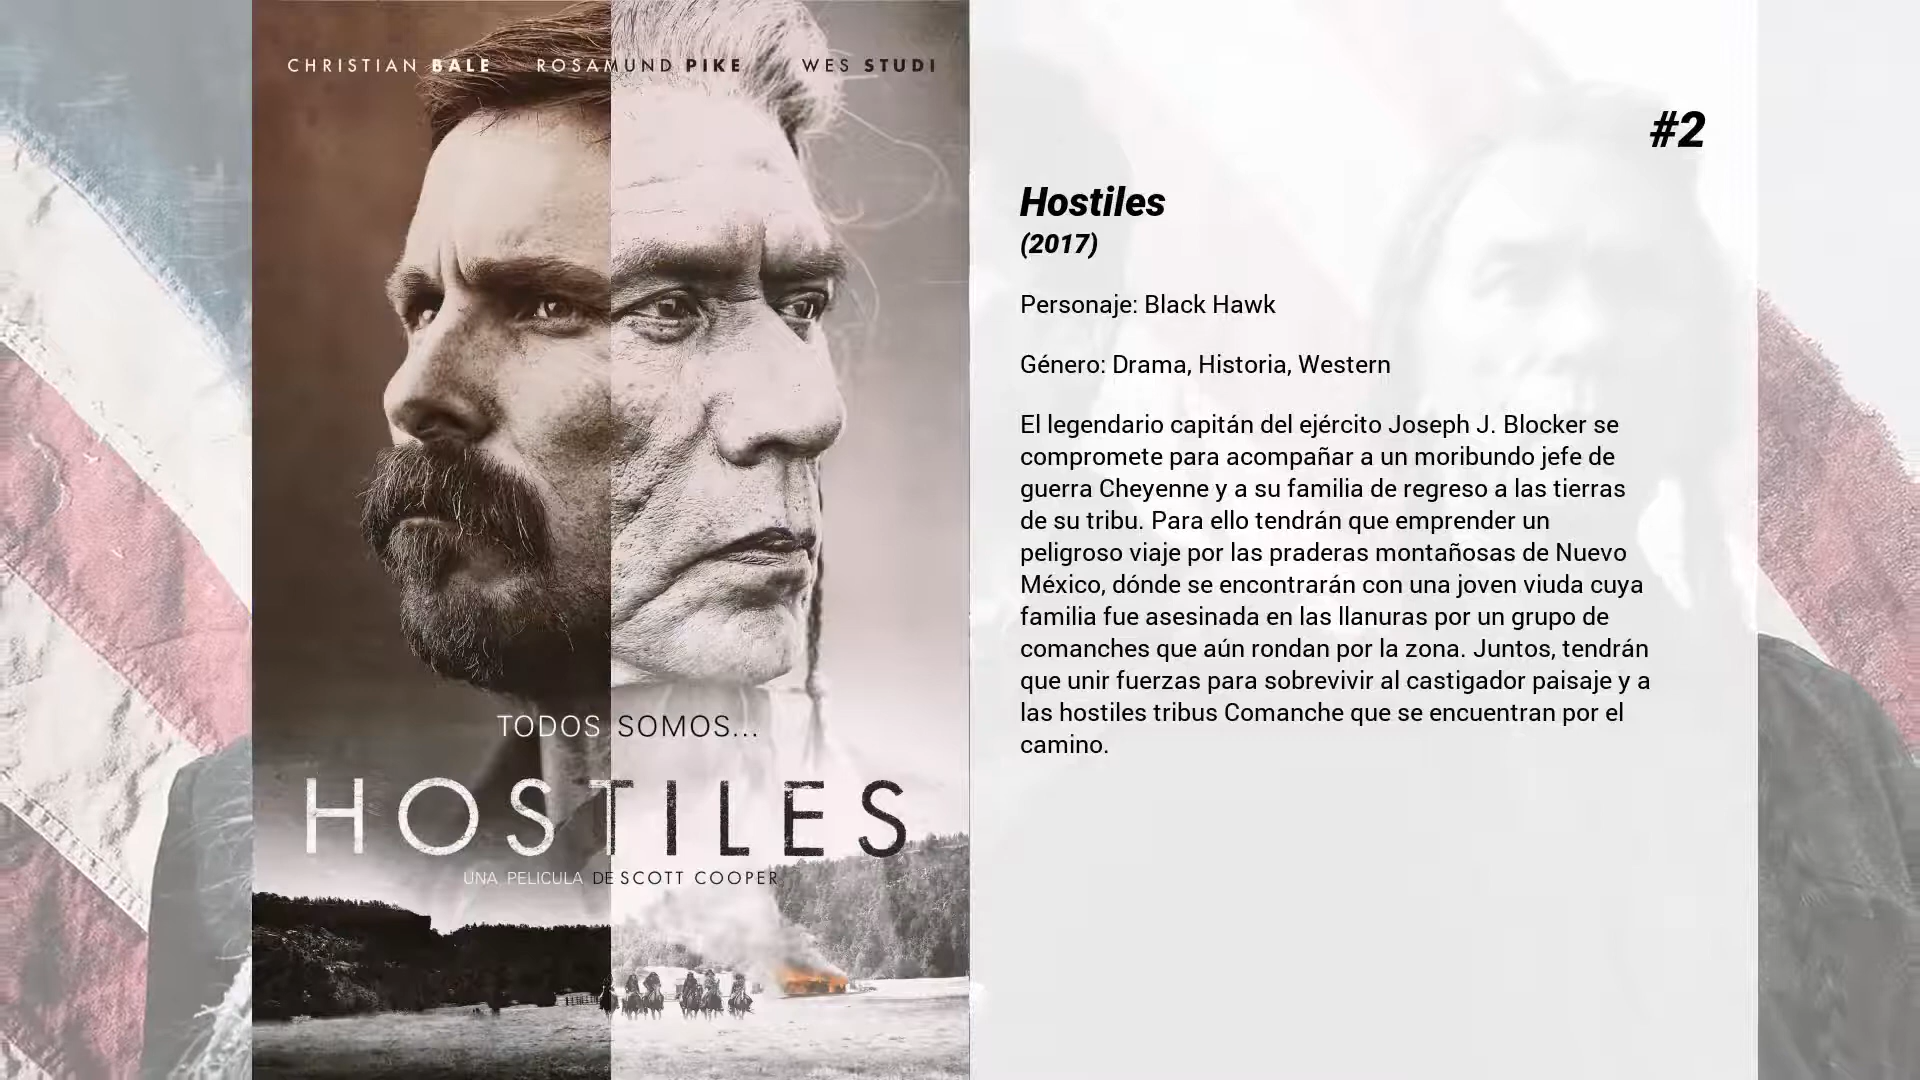 CHRISTIAN BALE ROSAMUND PIKE WES STUDI
TODOS SOMOS...
HOSTILES
UNA PELICULA DE SCOTT COOPER
#2
Hostiles
(2017)
Personaje: Black Hawk
Género: Drama, Historia, Western
El legendario capitán del ejército Joseph J. Blocker se
compromete para acompañar a un moribundo jefe de
guerra Cheyenne y a su familia de regreso a las tierras
de su tribu. Para ello tendrán que emprender un
peligroso viaje por las praderas montañosas de Nuevo
México, dónde se encontrarán con una joven viuda cuya
familia fue asesinada en las llanuras por un grupo de
comanches que aún rondan por la zona. Juntos, tendrán
que unir fuerzas para sobrevivir al castigador paisaje y a
las hostiles tribus Comanche que se encuentran por el
camino.